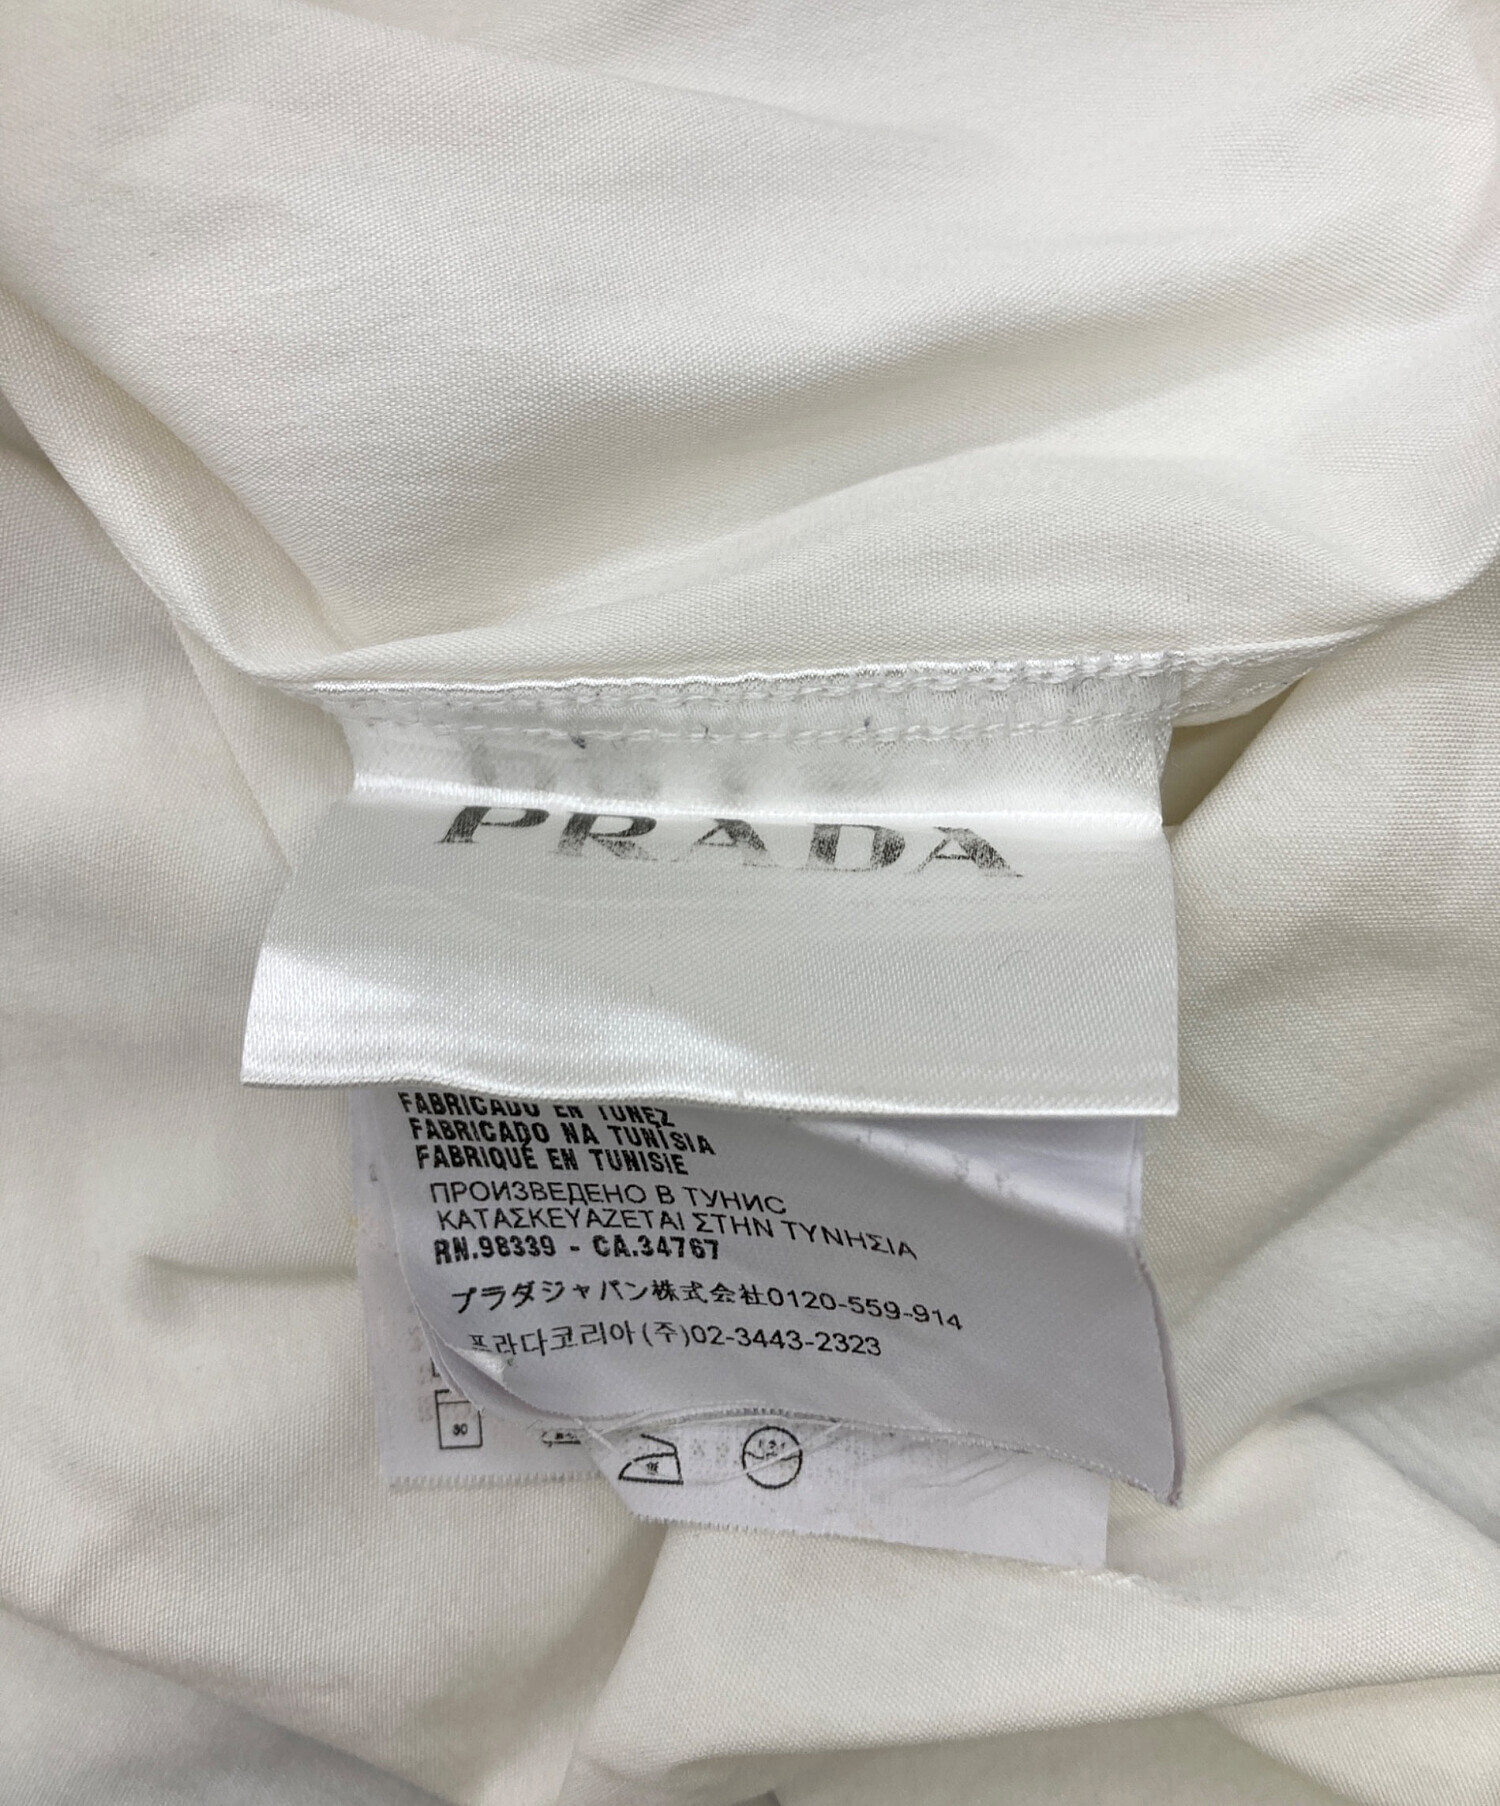 PRADA
FABRICADO EN TUNEZ
FABRICADO NA TUNÍSIA
FABRIQUÉ EN TUNISIE
ПРОИЗВЕДЕНО В ТУНИС
ΚΑΤΑΣΚΕΥΑΖΕΤΑΙ ΣΤΗΝ ΤΥΝΗΣΙΑ
RN.98339 - CA.34767
プラダジャパン株式会社0120-559-914
프라다코리아(주)02-3443-2323
30